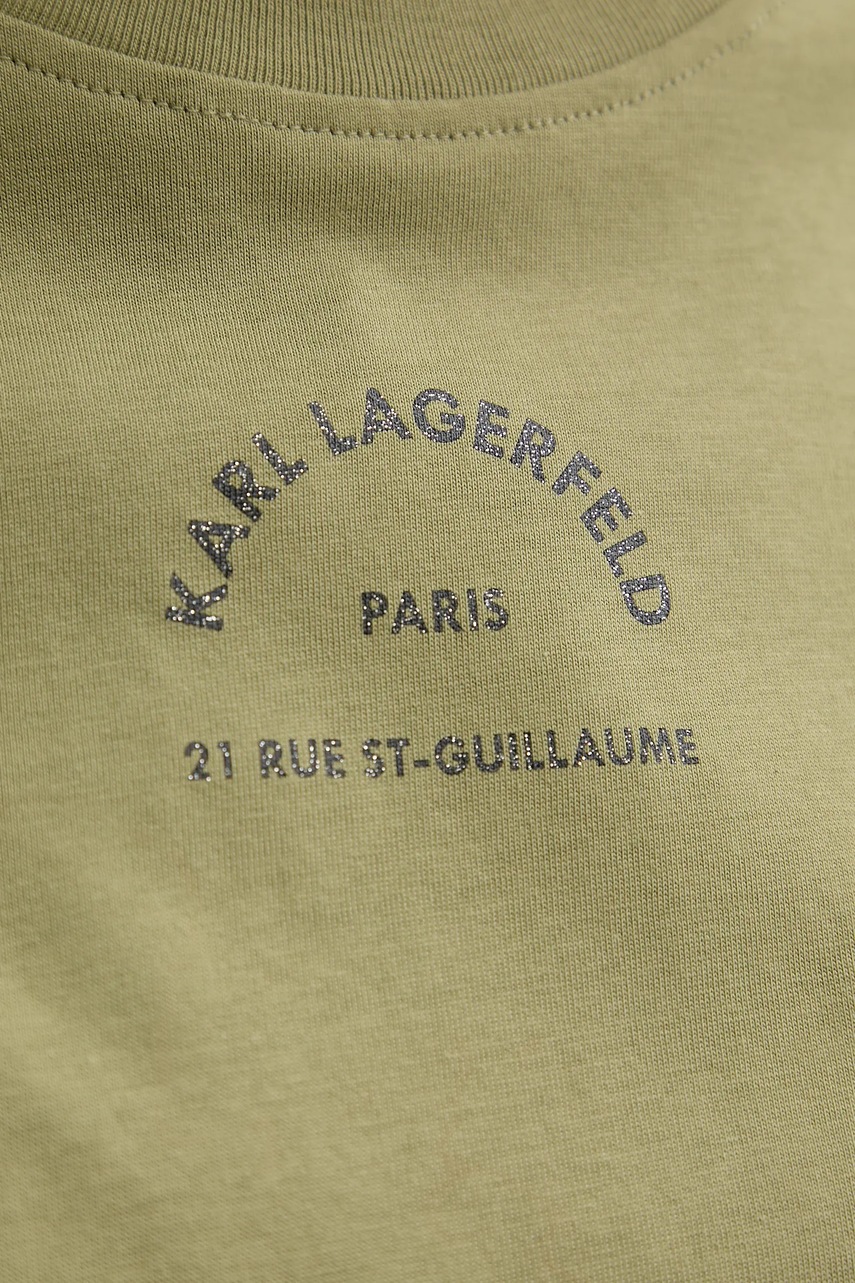 KARL LAGERFELD
PARIS
21 RUE ST-GUILLAUME